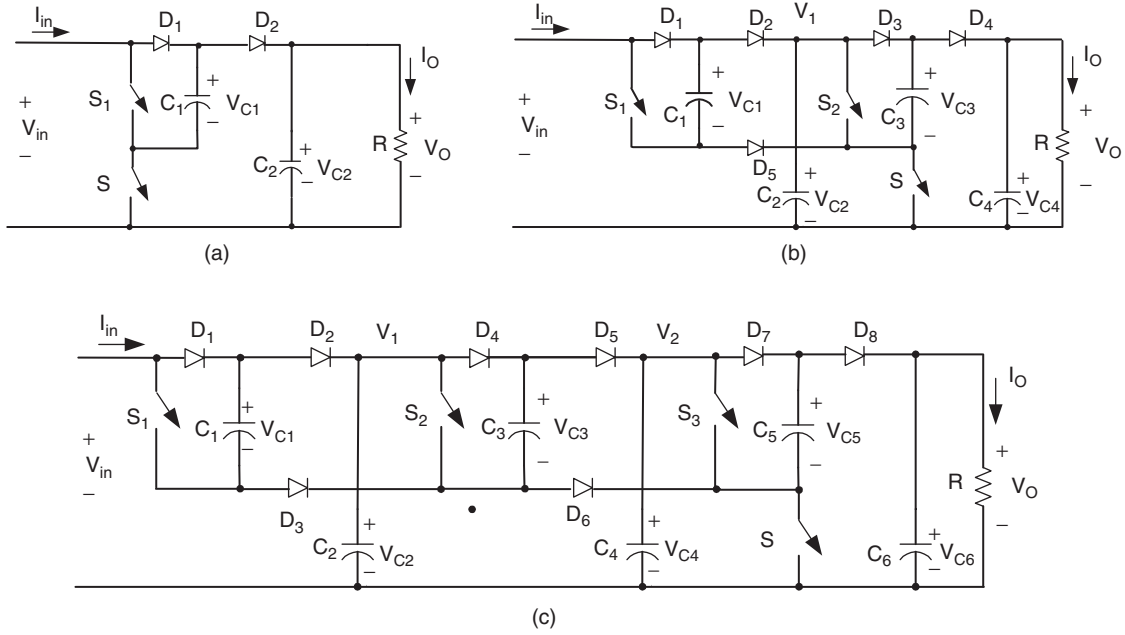 I_in D_1 D_2
I_O
S_1 C_1 + − V_C1
+ V_in −
S
C_2 + − V_C2
R + V_O −
(a)
I_in D_1 D_2 V_1 D_3 D_4
I_O
S_1 C_1 + − V_C1 S_2 C_3 + − V_C3
+ V_in −
D_5
S
C_2 + − V_C2
C_4 + − V_C4
R + V_O −
(b)
I_in D_1 D_2 V_1 D_4 D_5 V_2 D_7 D_8
I_O
S_1 C_1 + − V_C1 S_2 C_3 + − V_C3 S_3 C_5 + − V_C5
+ V_in −
D_3 D_6
R + V_O −
C_2 + − V_C2 C_4 + − V_C4 S C_6 + − V_C6
(c)